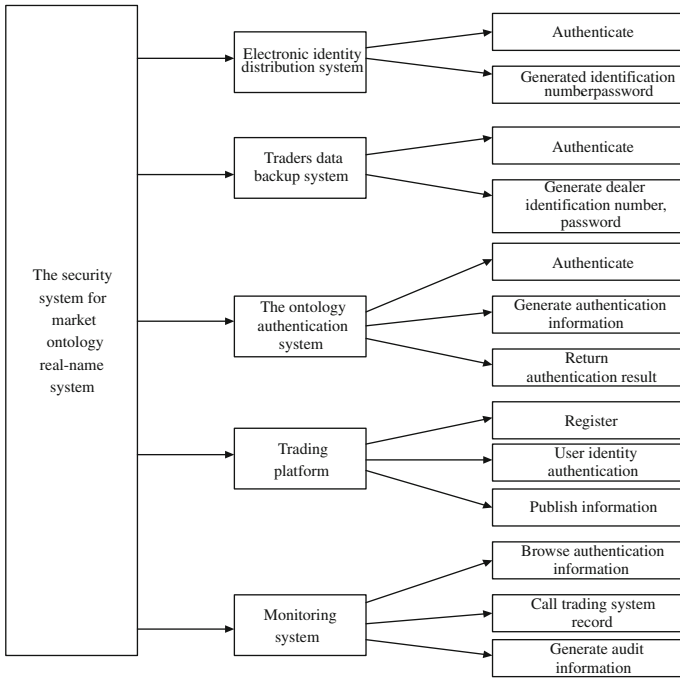 The security
system for
market
ontology
real-name
system
Electronic identity
distribution system
Authenticate
Generated identification
numberpassword
Traders data
backup system
Authenticate
Generate dealer
identification number,
password
The ontology
authentication
system
Authenticate
Generate authentication
information
Return
authentication result
Trading
platform
Register
User identity
authentication
Publish information
Monitoring
system
Browse authentication
information
Call trading system
record
Generate audit
information